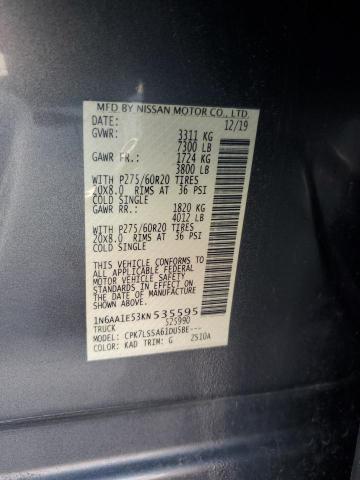 MFD BY NISSAN MOTOR CO., LTD.
DATE: 12/19
GVWR: 3311 KG
7300 LB
GAWR FR.: 1724 KG
3800 LB
WITH P275/60R20 TIRES
20X8.0 RIMS AT 36 PSI
COLD SINGLE
GAWR RR.: 1820 KG
4012 LB
WITH P275/60R20 TIRES
20X8.0 RIMS AT 36 PSI
COLD SINGLE
THIS VEHICLE CONFORMS TO ALL
APPLICABLE FEDERAL MOTOR
VEHICLE SAFETY STANDARDS IN
EFFECT ON THE DATE OF
MANUFACTURE SHOWN ABOVE.
1N6AA1E53KN535595
TRUCK 525990
MODEL: CPK7LSSA61DUSBE---
COLOR: KAD TRIM: G 2510A